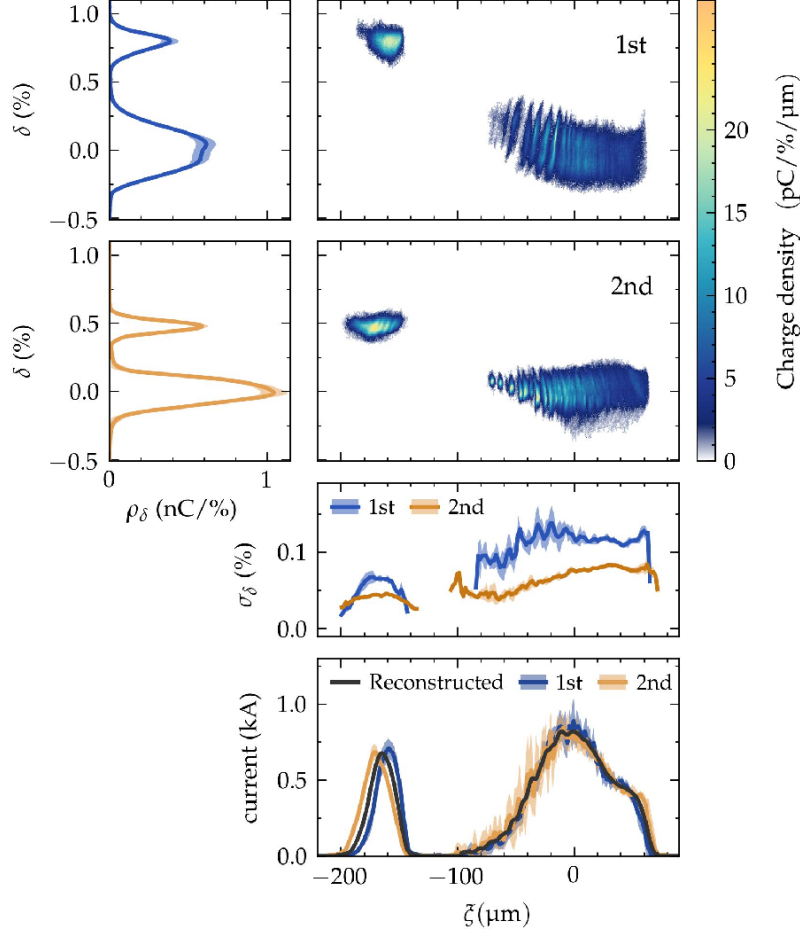 1.0
0.5
0.0
−0.5
δ (%)
1st
20
15
10
5
0
Charge density (pC/%/µm)
1.0
0.5
0.0
−0.5
δ (%)
2nd
0
1
ρδ (nC/%)
1st 2nd
0.1
0.0
σδ (%)
Reconstructed 1st 2nd
1.0
0.5
0.0
current (kA)
−200 −100 0
ξ (µm)